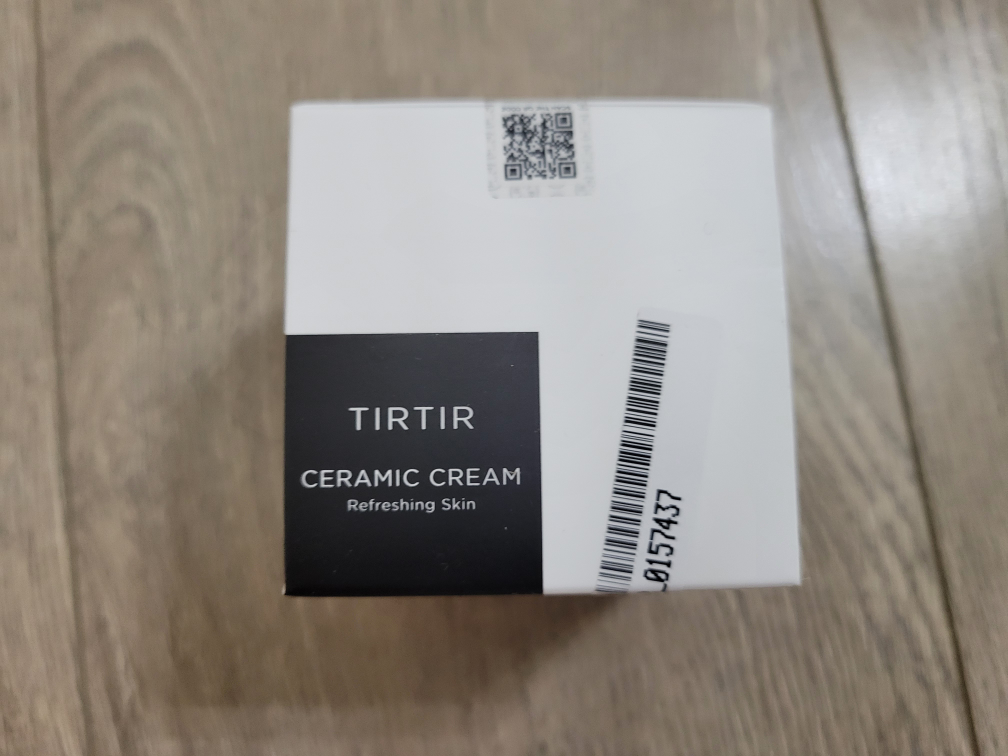 TIRTIR
CERAMIC CREAM
Refreshing Skin
0157437